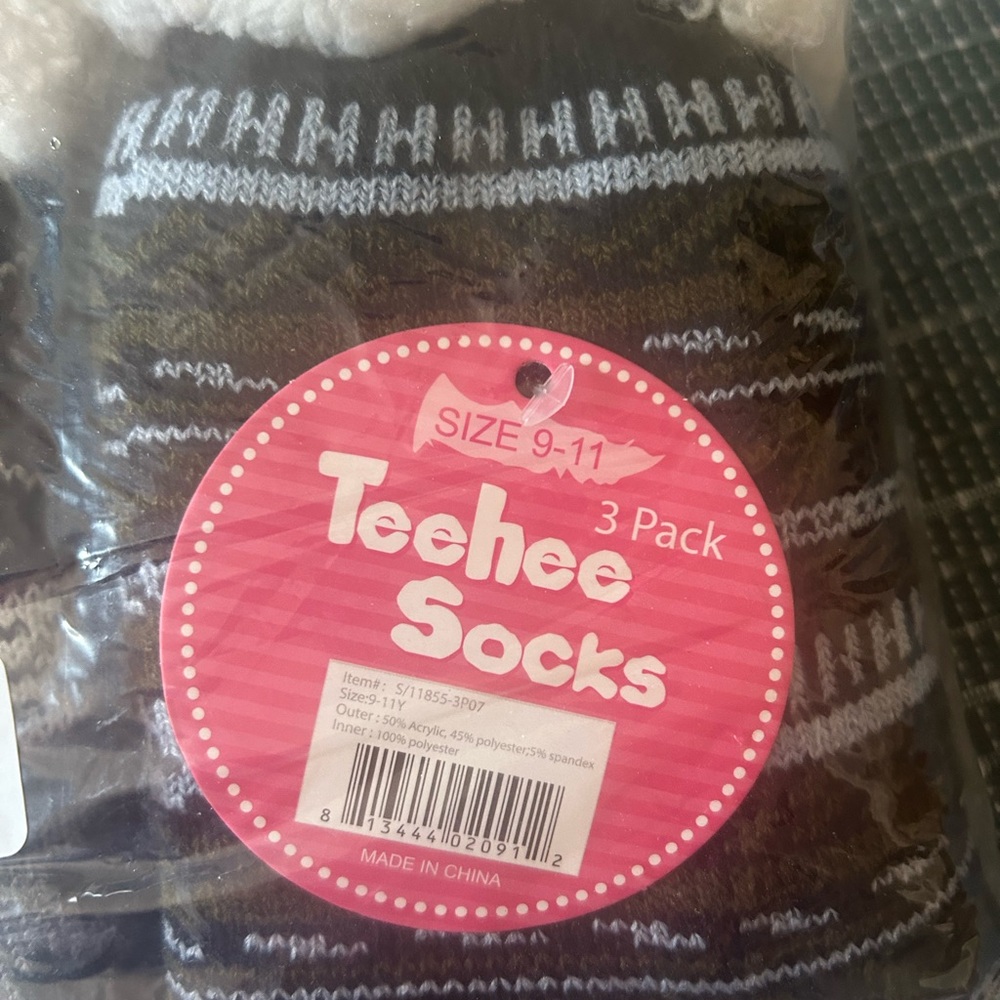 SIZE 9-11
Teehee
3 Pack
Socks
Item#: S/11855-3P07
Size:9-11Y
Outer : 50% Acrylic, 45% polyester;5% spandex
Inner : 100% polyester
8 13444 02091 2
MADE IN CHINA